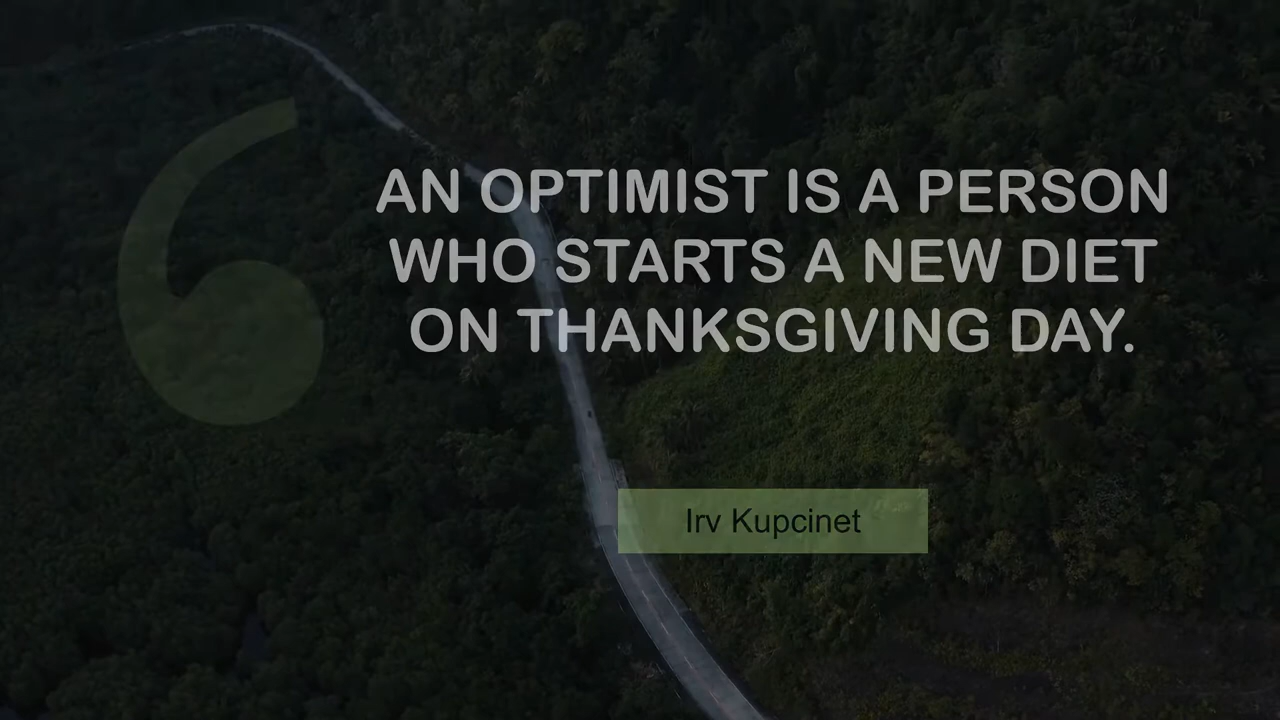 AN OPTIMIST IS A PERSON
WHO STARTS A NEW DIET
ON THANKSGIVING DAY.
Irv Kupcinet